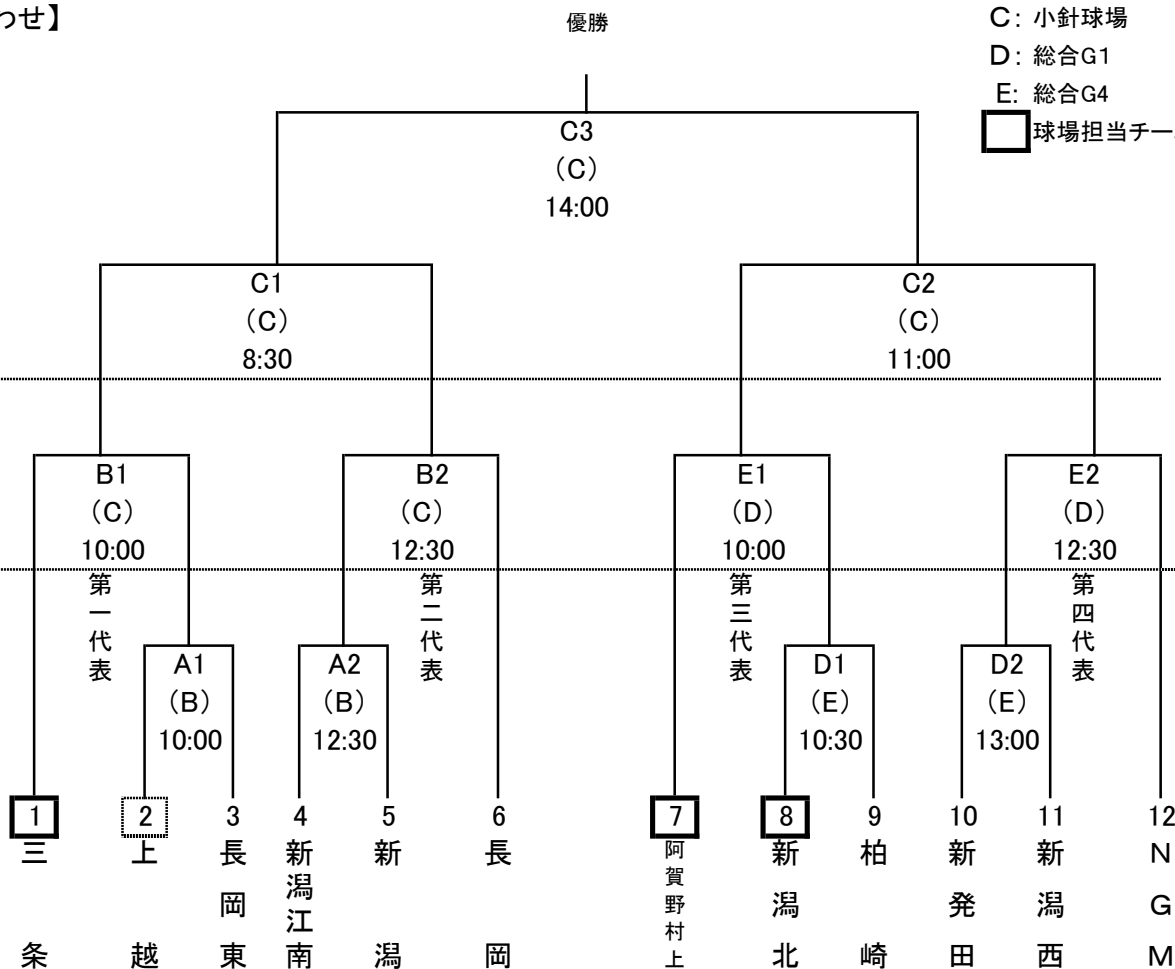 わせ】
優勝
C: 小針球場
D: 総合G1
E: 総合G4
球場担当チー
C3
（C）
14:00
C1
（C）
8:30
C2
（C）
11:00
B1
（C）
10:00
B2
（C）
12:30
E1
（D）
10:00
E2
（D）
12:30
第一代表
第二代表
第三代表
第四代表
A1
（B）
10:00
A2
（B）
12:30
D1
（E）
10:30
D2
（E）
13:00
1
三条
2
上越
3
長岡東
4
新潟江南
5
新潟
6
長岡
7
阿賀野村上
8
新潟北
9
柏崎
10
新発田
11
新潟西
12
NGM